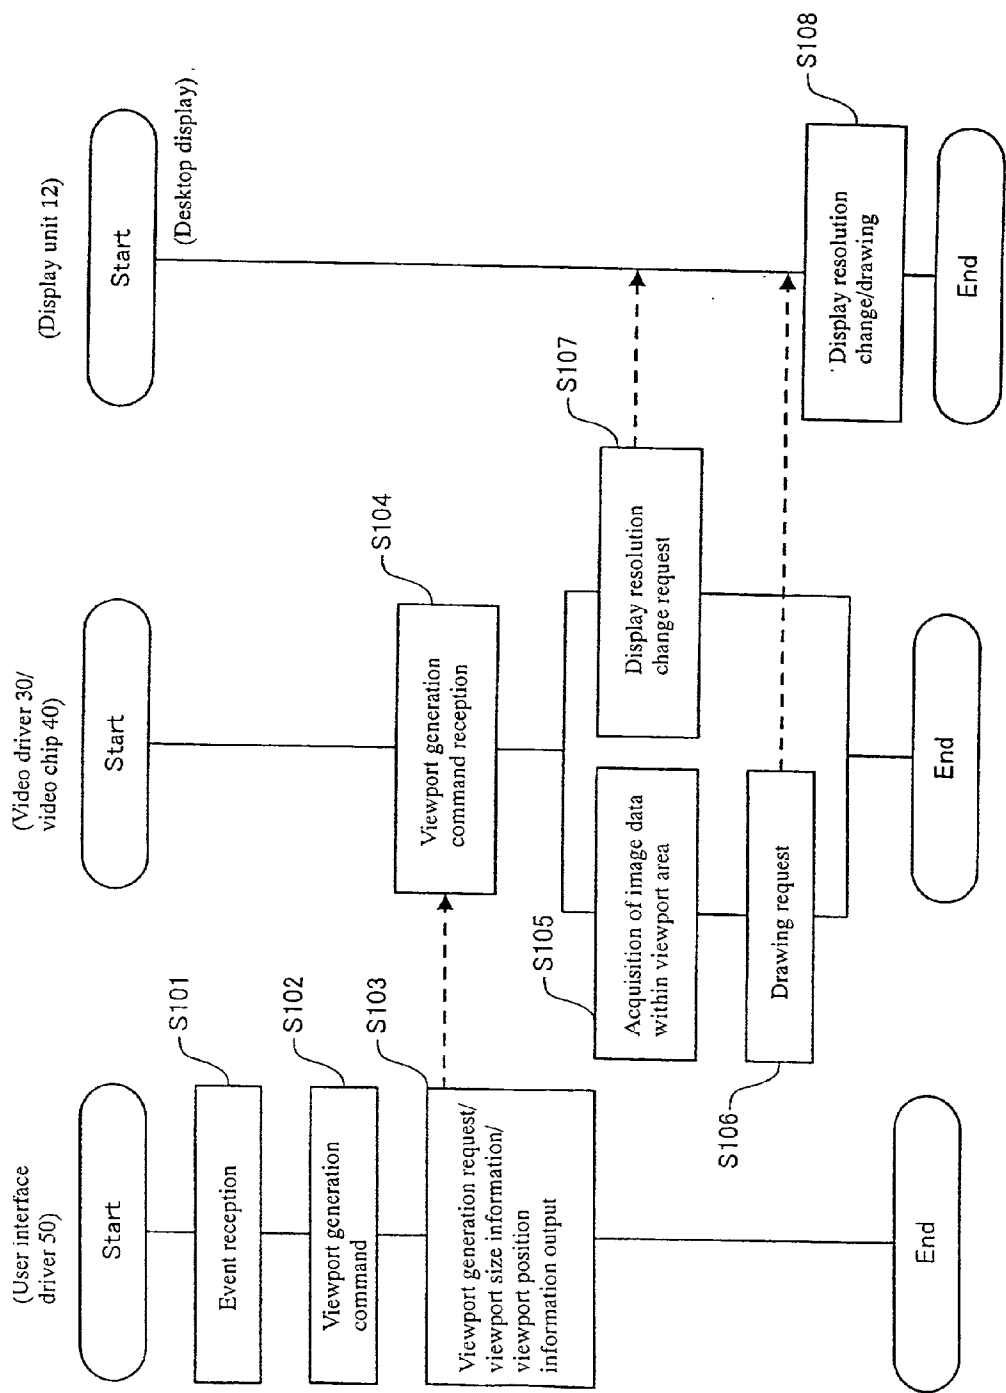 (User interface
driver 50)
Start
S101
Event reception
S102
Viewport generation
command
S103
Viewport generation request/
viewport size information/
viewport position
information output
End
(Video driver 30/
video chip 40)
Start
S104
Viewport generation
command reception
S105
Acquisition of image data
within viewport area
S106
Drawing request
S107
Display resolution
change request
End
(Display unit 12)
Start
(Desktop display)
S108
Display resolution
change/drawing
End